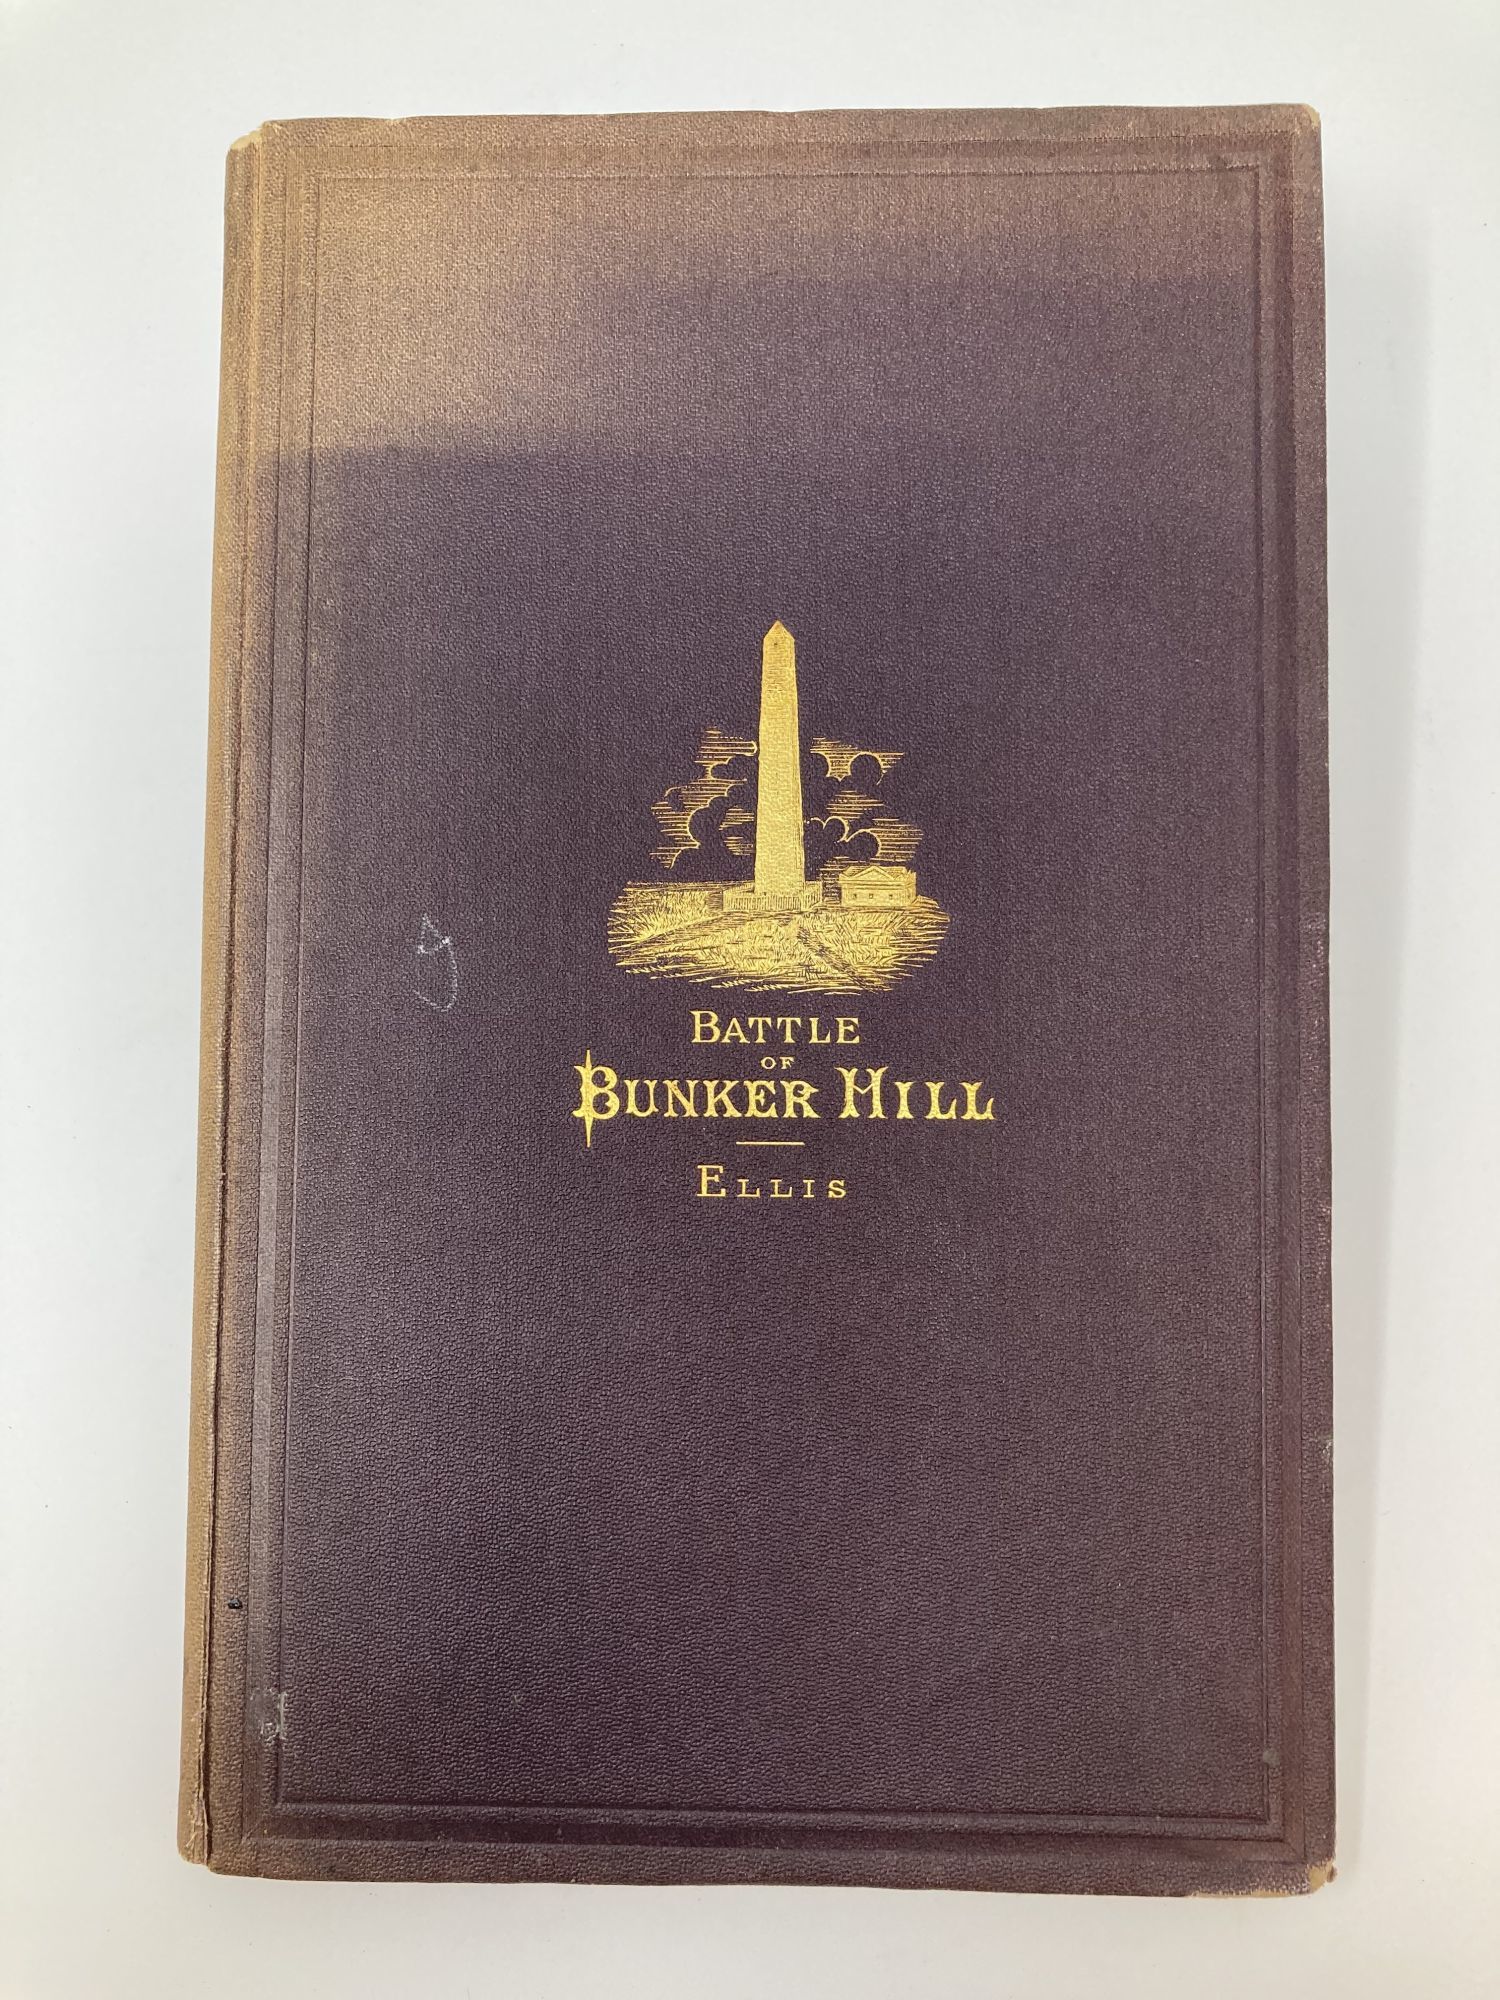 BATTLE
OF
BUNKER HILL
ELLIS